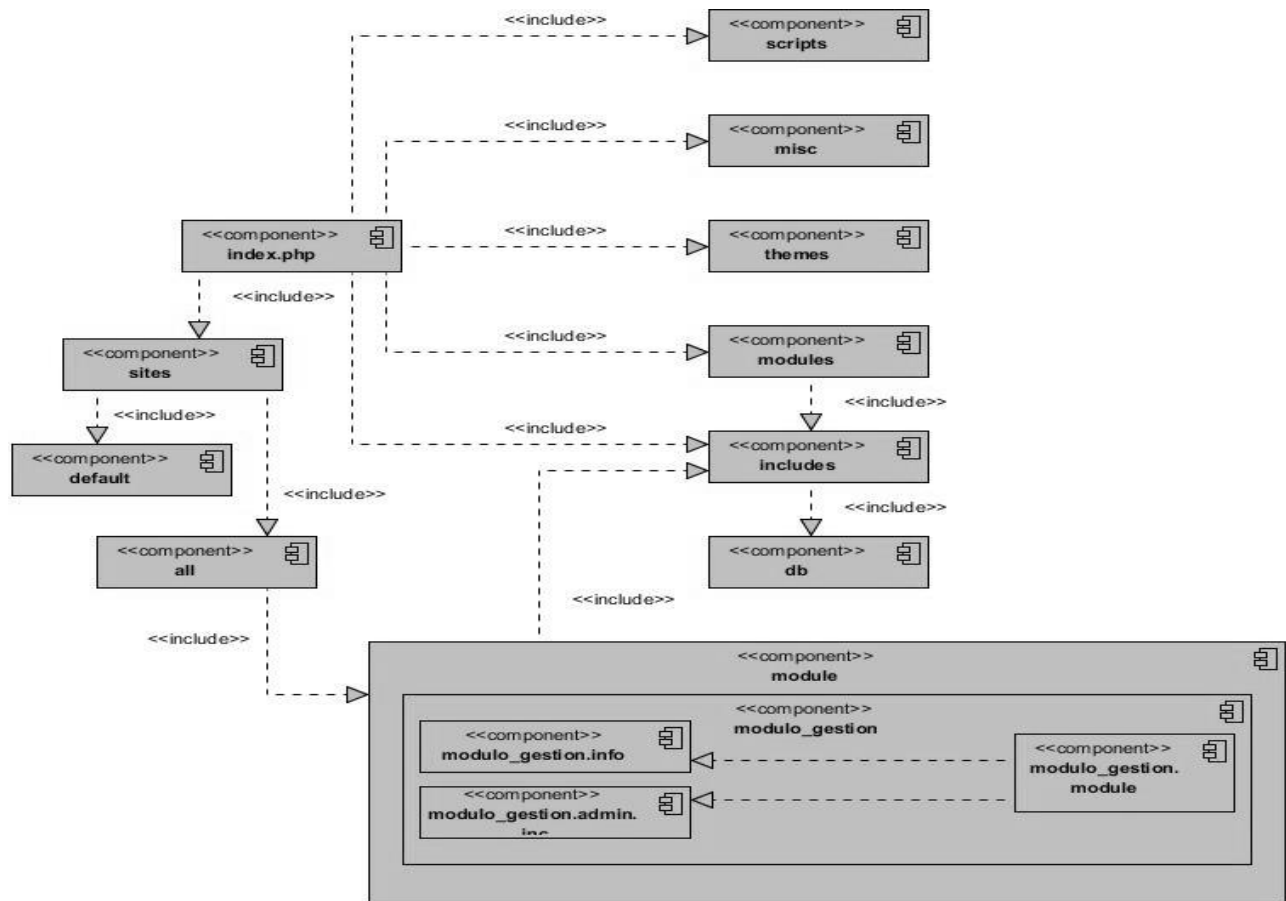 <<include>>
<<component>>
scripts
<<include>>
<<component>>
misc
<<component>>
index.php
<<include>>
<<component>>
themes
<<include>>
<<component>>
sites
<<include>>
<<component>>
modules
<<include>>
<<include>>
<<component>>
default
<<include>>
<<component>>
includes
<<include>>
<<include>>
<<component>>
all
<<component>>
db
<<include>>
<<include>>
<<component>>
module
<<component>>
modulo_gestion
<<component>>
modulo_gestion.info
<<component>>
modulo_gestion.
module
<<component>>
modulo_gestion.admin.
inc